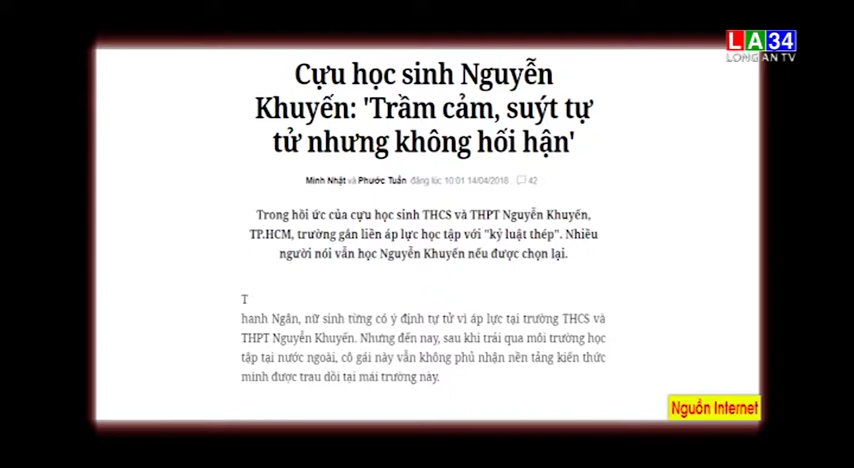 LA34
LONG AN TV
Cựu học sinh Nguyễn
Khuyến: 'Trầm cảm, suýt tự
tử nhưng không hối hận'
Minh Nhật và Phước Tuần đăng lúc 10:01 14/04/2018 42
Trong hồi ức của cựu học sinh THCS và THPT Nguyễn Khuyến,
TP.HCM, trường gắn liền áp lực học tập với "kỷ luật thép". Nhiều
người nói vẫn học Nguyễn Khuyến nếu được chọn lại.
T
hanh Ngân, nữ sinh từng có ý định tự tử vì áp lực tại trường THCS và
THPT Nguyễn Khuyến. Nhưng đến nay, sau khi trải qua môi trường học
tập tại nước ngoài, cô gái này vẫn không phủ nhận nền tảng kiến thức
mình được trau dồi tại mái trường này.
Nguồn Internet